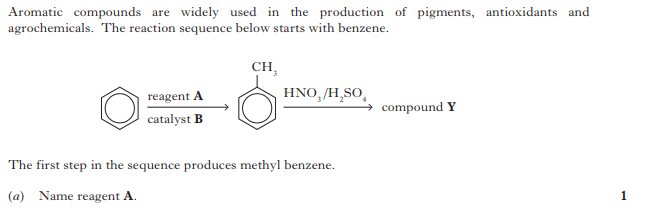 Aromatic compounds are widely used in the production of pigments, antioxidants and
agrochemicals. The reaction sequence below starts with benzene.
CH₃
reagent A
HNO₃/H₂SO₄
compound Y
catalyst B
The first step in the sequence produces methyl benzene.
(a) Name reagent A. 1